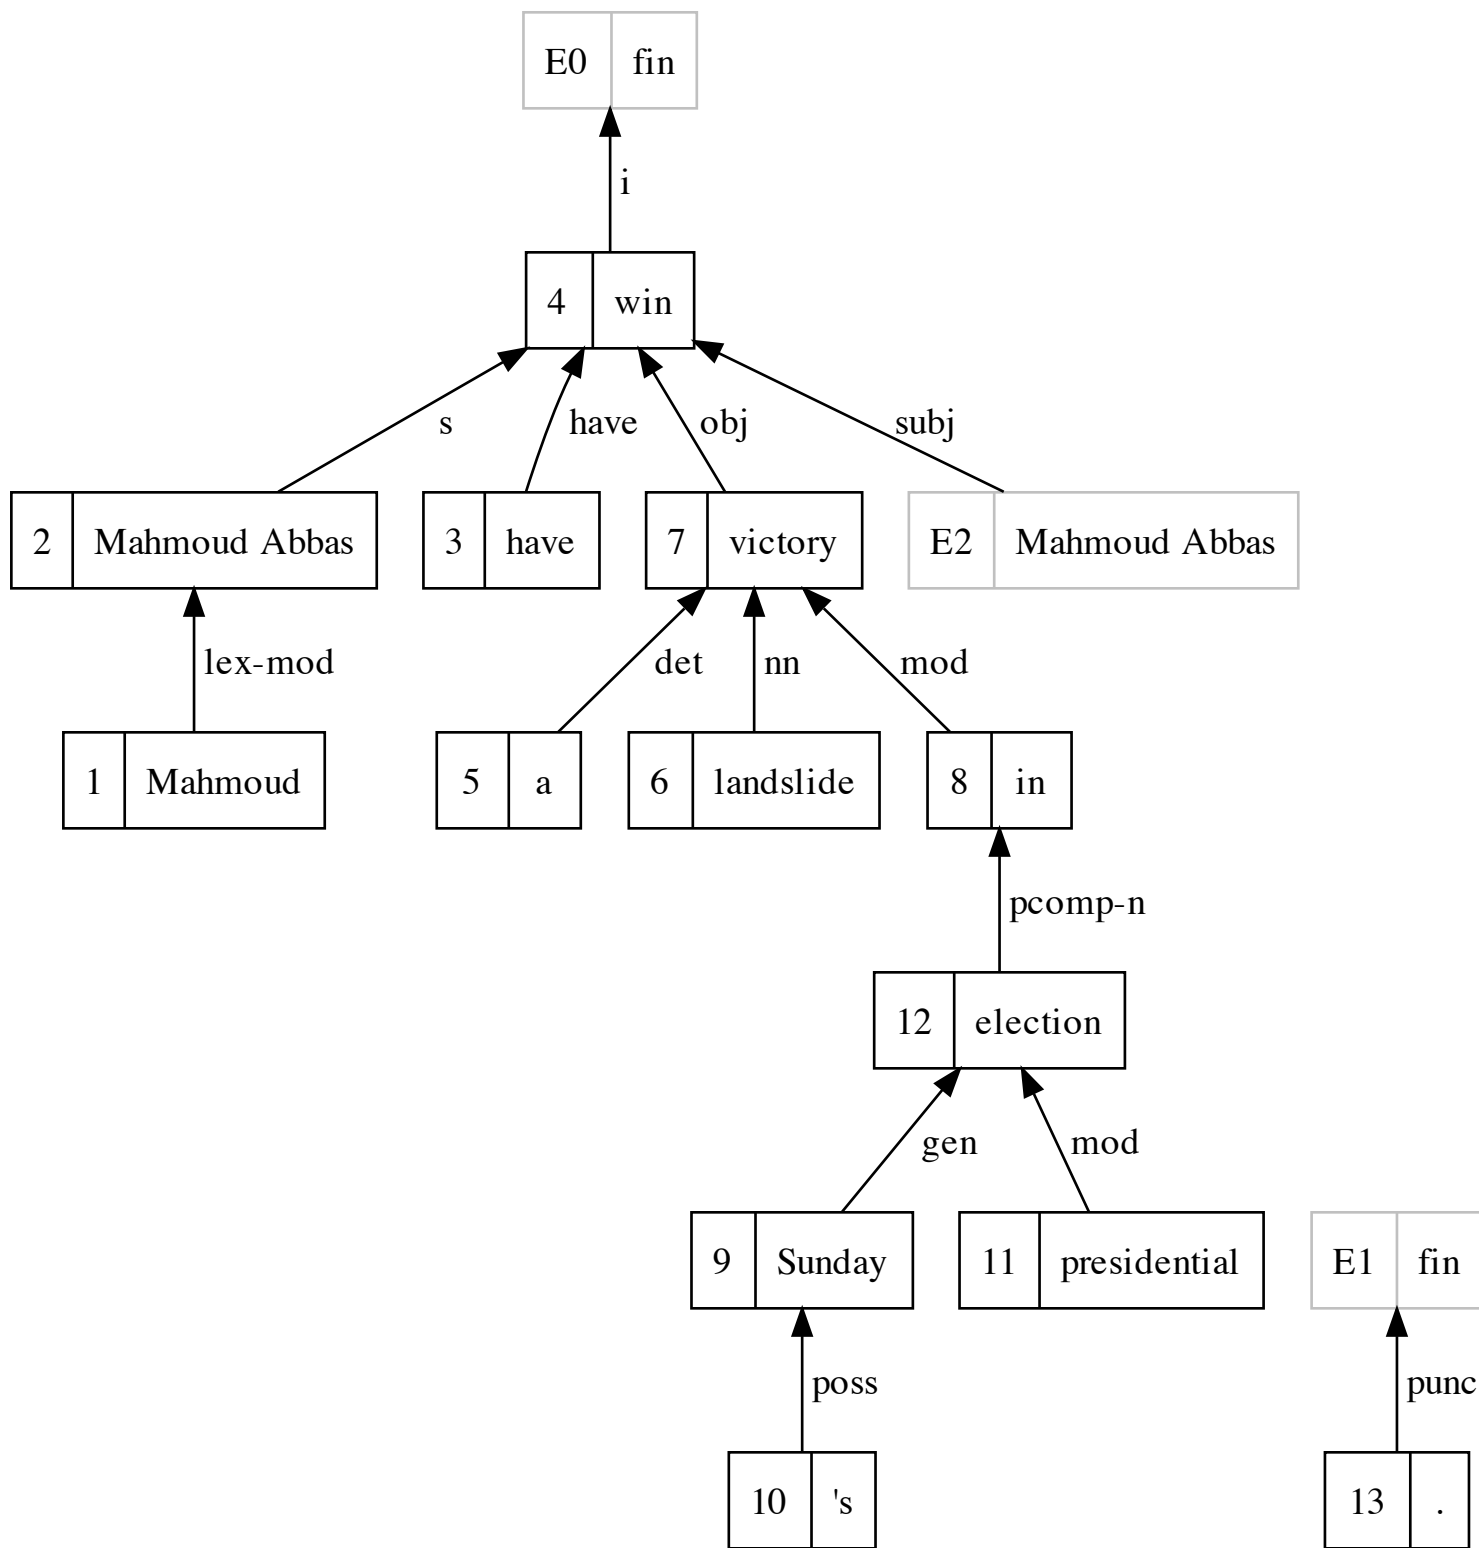 E0 fin
i
4 win
s have obj subj
2 Mahmoud Abbas 3 have 7 victory E2 Mahmoud Abbas
lex-mod det nn mod
1 Mahmoud 5 a 6 landslide 8 in
pcomp-n
12 election
gen mod
9 Sunday 11 presidential E1 fin
poss punc
10 's 13 .